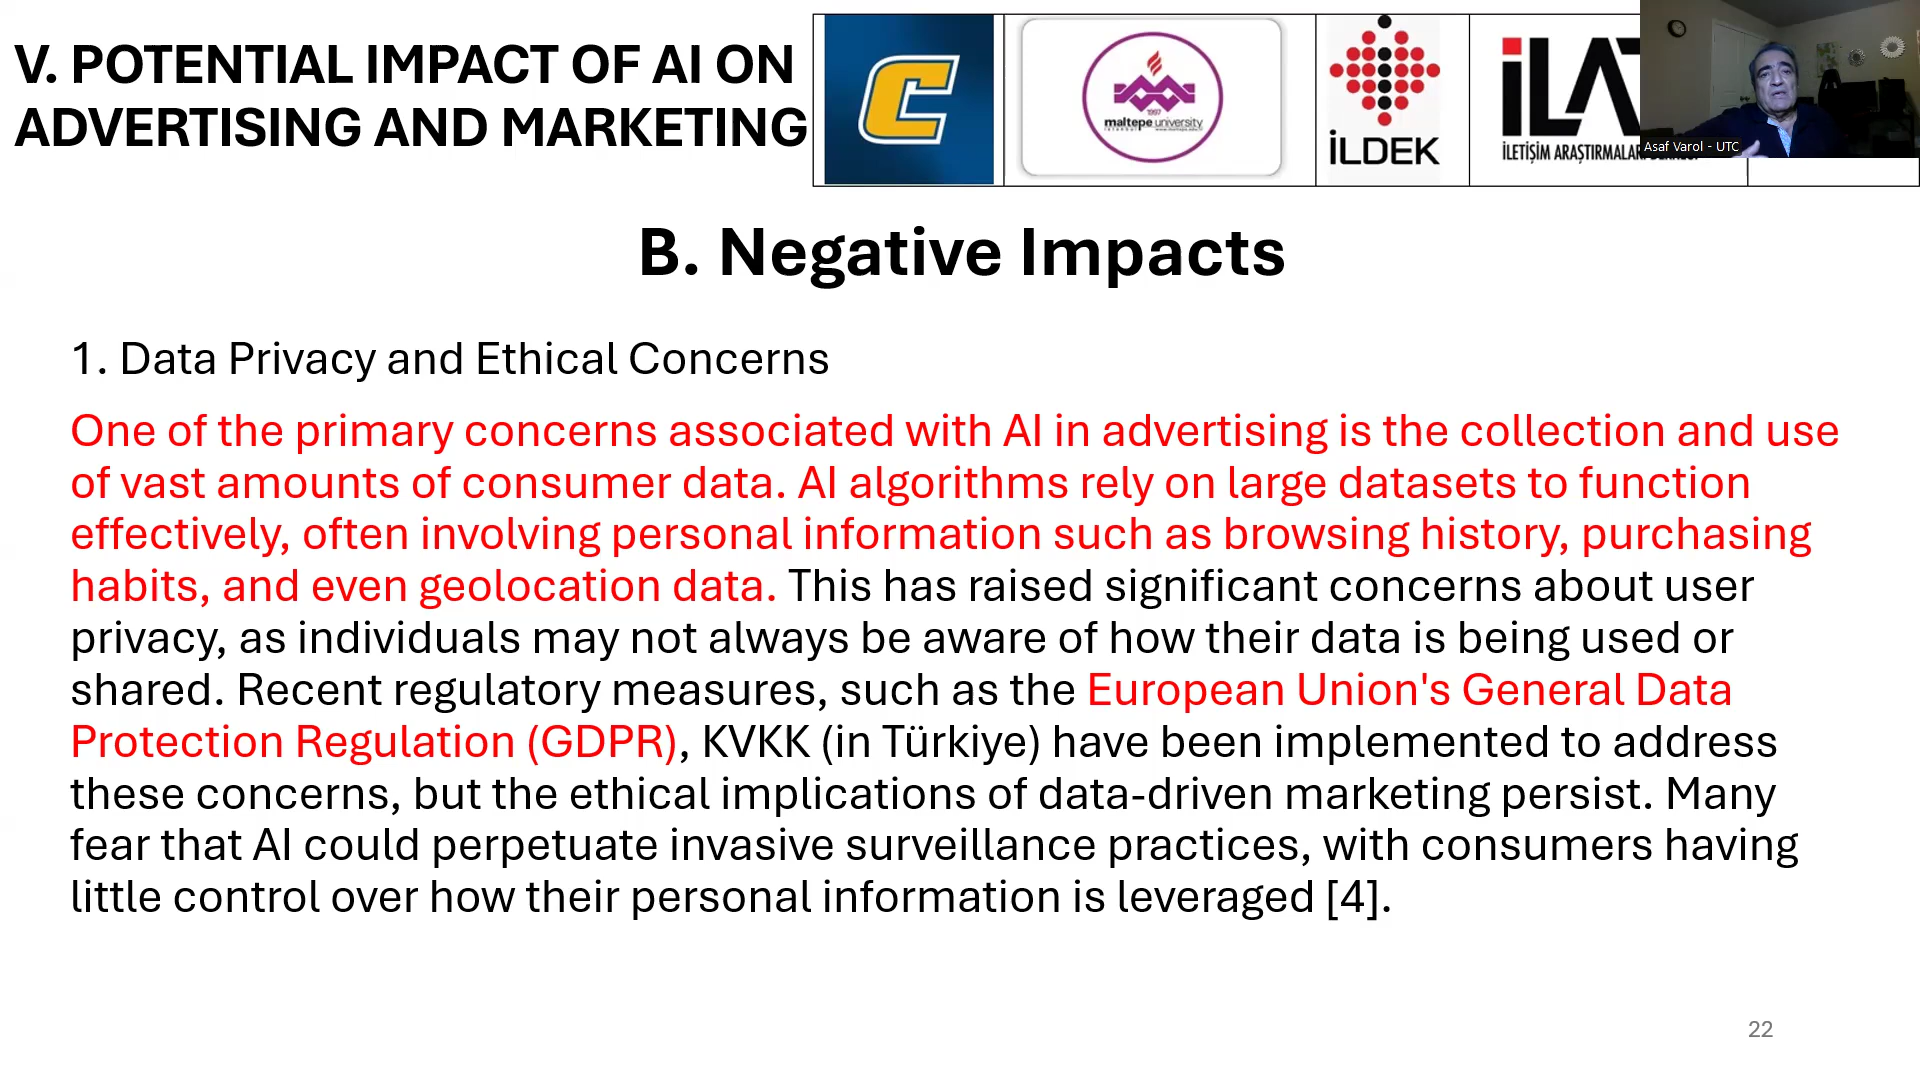 V. POTENTIAL IMPACT OF AI ON
ADVERTISING AND MARKETING
C
1997
maltepe university
İLDEK
İLETİŞİM ARAŞTIRMALAR
Asaf Varol - UTC
B. Negative Impacts
1. Data Privacy and Ethical Concerns
One of the primary concerns associated with AI in advertising is the collection and use
of vast amounts of consumer data. AI algorithms rely on large datasets to function
effectively, often involving personal information such as browsing history, purchasing
habits, and even geolocation data. This has raised significant concerns about user
privacy, as individuals may not always be aware of how their data is being used or
shared. Recent regulatory measures, such as the European Union's General Data
Protection Regulation (GDPR), KVKK (in Türkiye) have been implemented to address
these concerns, but the ethical implications of data-driven marketing persist. Many
fear that AI could perpetuate invasive surveillance practices, with consumers having
little control over how their personal information is leveraged [4].
22